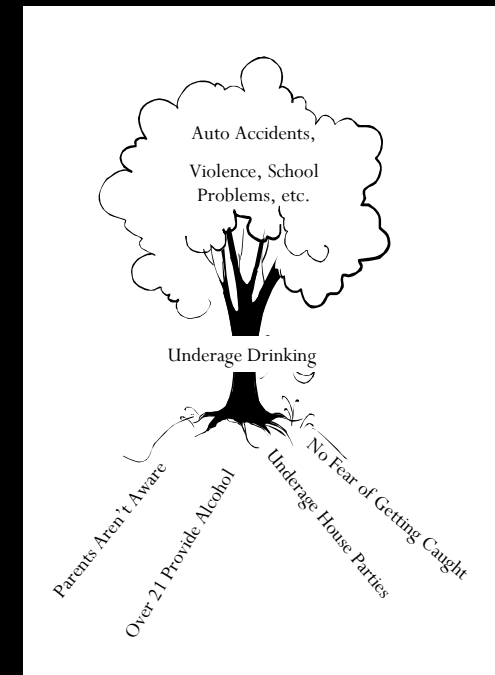 Auto Accidents,
Violence, School
Problems, etc.
Underage Drinking
Parents Aren't Aware
Over 21 Provide Alcohol
Underage House Parties
No Fear of Getting Caught